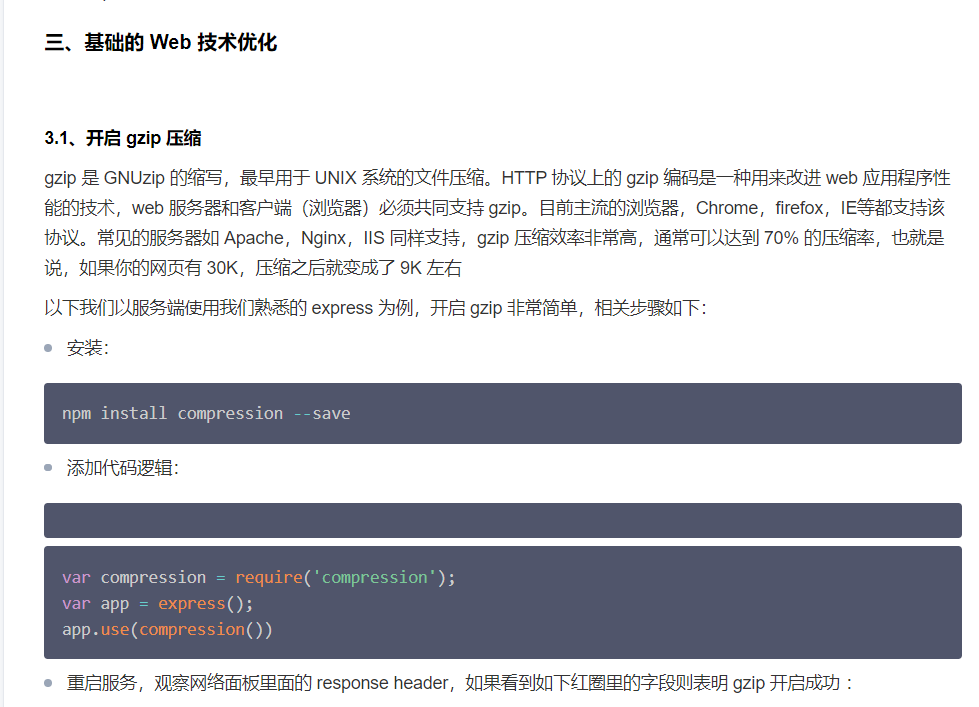 三、基础的 Web 技术优化
3.1、开启 gzip 压缩
gzip 是 GNUzip 的缩写，最早用于 UNIX 系统的文件压缩。HTTP 协议上的 gzip 编码是一种用来改进 web 应用程序性
能的技术，web 服务器和客户端（浏览器）必须共同支持 gzip。目前主流的浏览器，Chrome，firefox，IE等都支持该
协议。常见的服务器如 Apache，Nginx，IIS 同样支持，gzip 压缩效率非常高，通常可以达到 70% 的压缩率，也就是
说，如果你的网页有 30K，压缩之后就变成了 9K 左右
以下我们以服务端使用我们熟悉的 express 为例，开启 gzip 非常简单，相关步骤如下：
安装：
npm install compression --save
添加代码逻辑：
var compression = require('compression');
var app = express();
app.use(compression())
重启服务，观察网络面板里面的 response header，如果看到如下红圈里的字段则表明 gzip 开启成功 ：